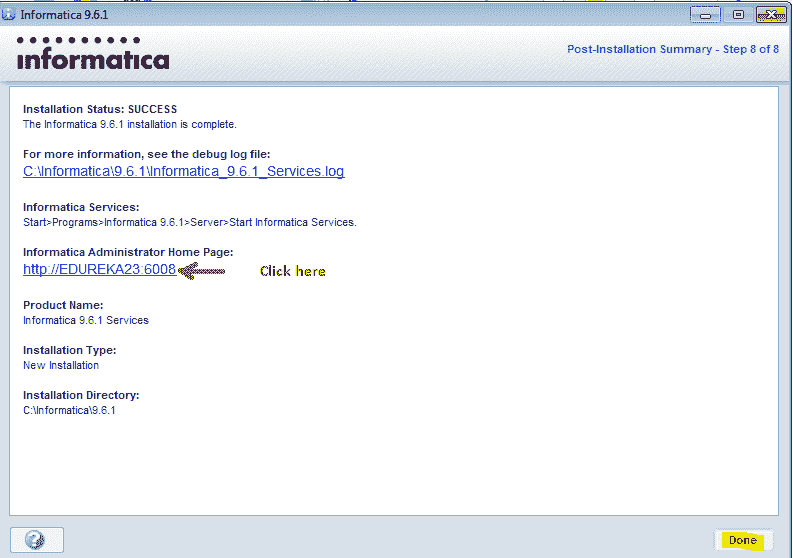 Informatica 9.6.1
informatica
Post-Installation Summary - Step 8 of 8
Installation Status: SUCCESS
The Informatica 9.6.1 installation is complete.
For more information, see the debug log file:
C:\Informatica\9.6.1\Informatica_9.6.1_Services.log
Informatica Services:
Start>Programs>Informatica 9.6.1>Server>Start Informatica Services.
Informatica Administrator Home Page:
http://EDUREKA23:6008 Click here
Product Name:
Informatica 9.6.1 Services
Installation Type:
New Installation
Installation Directory:
C:\Informatica\9.6.1
?
Done